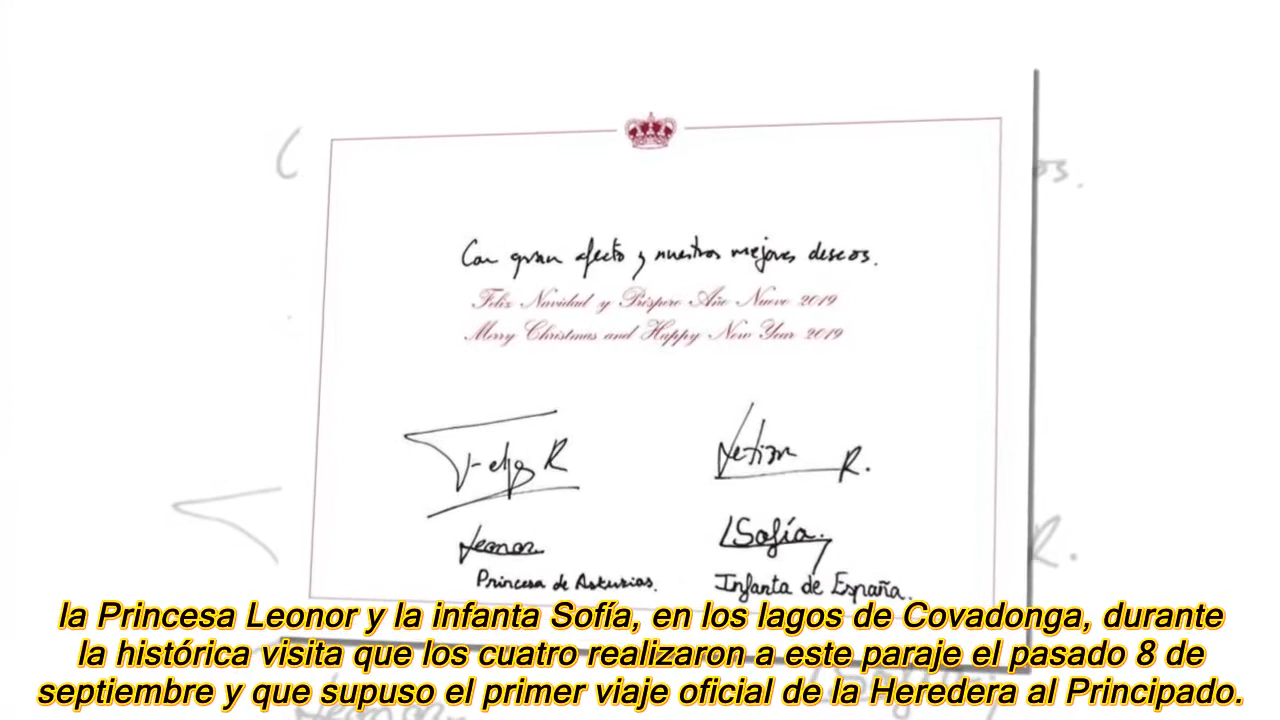 Con gran afecto y nuestros mejores deseos.
Feliz Navidad y Próspero Año Nuevo 2019
Merry Christmas and Happy New Year 2019
Felipe R
Letizia R.
Leonor
Sofía.
Princesa de Asturias.
Infanta de España.
la Princesa Leonor y la infanta Sofía, en los lagos de Covadonga, durante
la histórica visita que los cuatro realizaron a este paraje el pasado 8 de
septiembre y que supuso el primer viaje oficial de la Heredera al Principado.